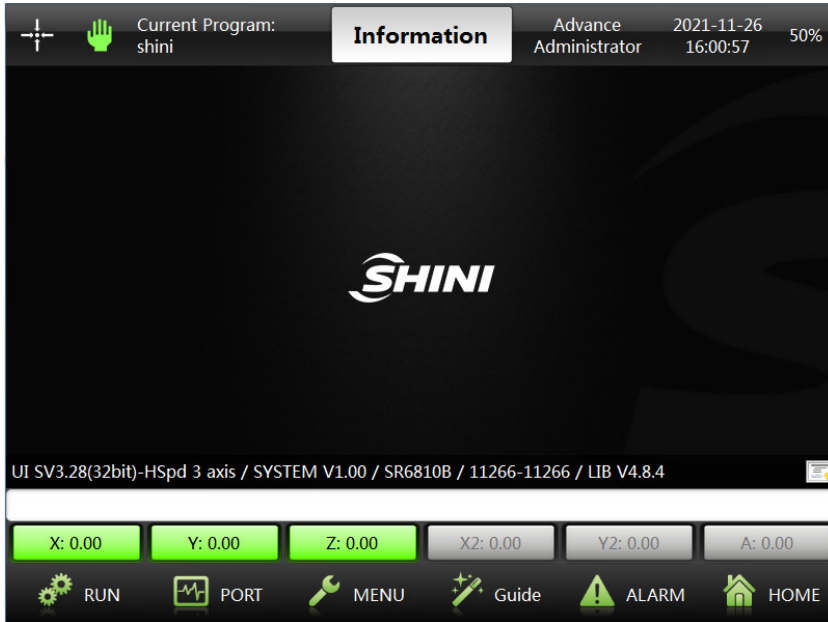 Current Program:
shini
Information
Advance
Administrator
2021-11-26
16:00:57
50%
SHINI
UI SV3.28(32bit)-HSpd 3 axis / SYSTEM V1.00 / SR6810B / 11266-11266 / LIB V4.8.4
X: 0.00 Y: 0.00 Z: 0.00 X2: 0.00 Y2: 0.00 A: 0.00
RUN PORT MENU Guide ALARM HOME